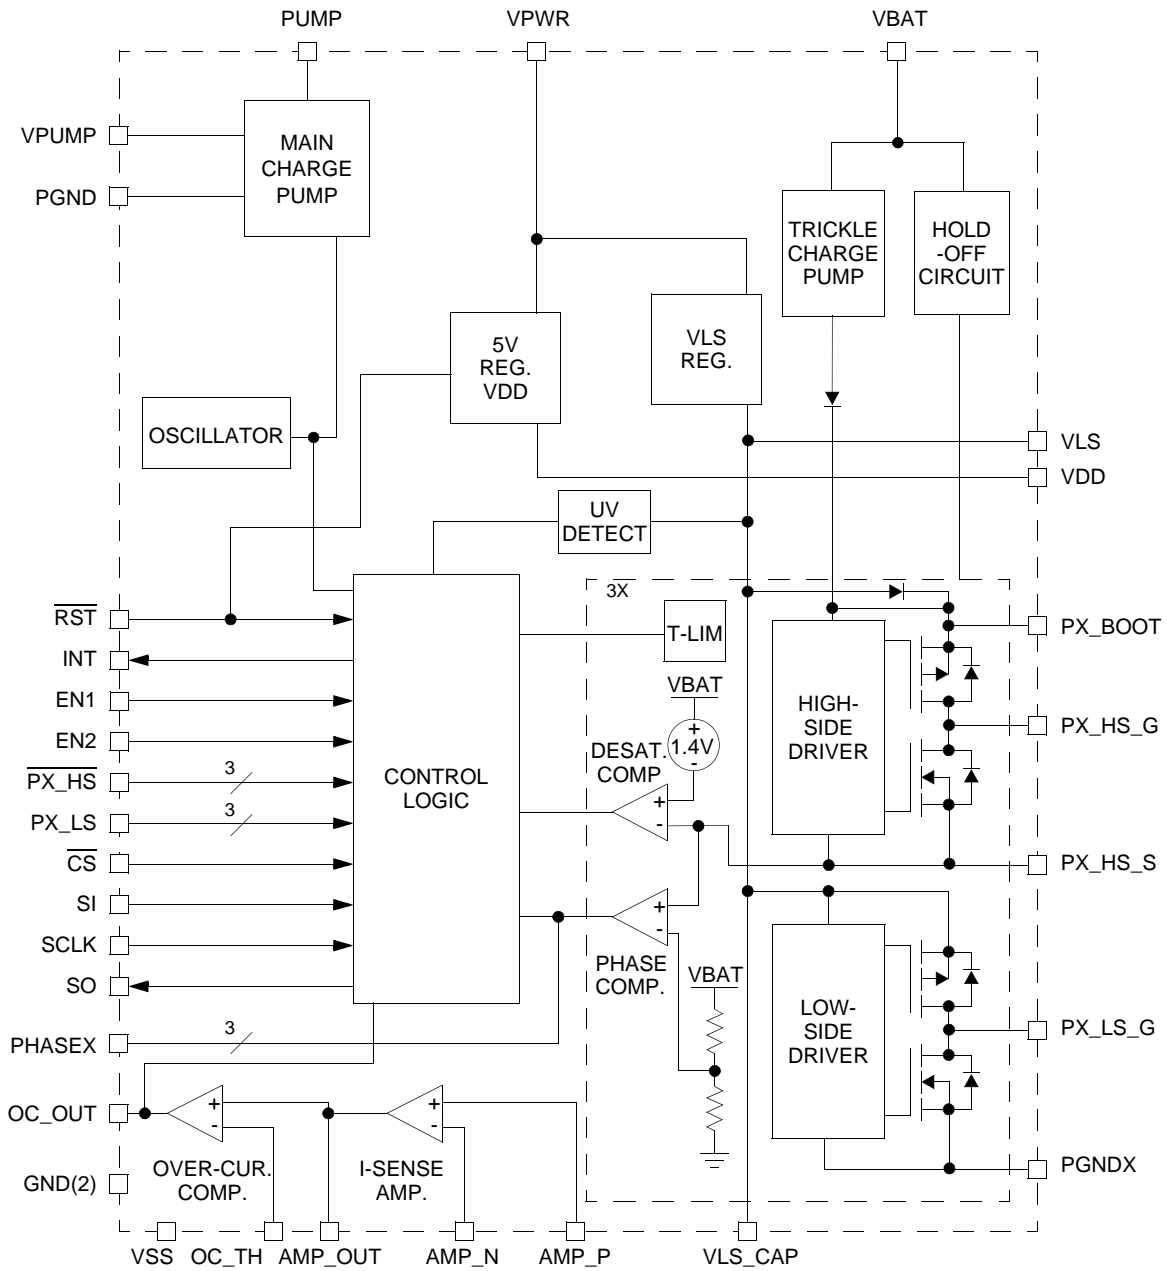 PUMP
VPWR
VBAT
VPUMP
PGND
MAIN
CHARGE
PUMP
TRICKLE
CHARGE
PUMP
HOLD
-OFF
CIRCUIT
5V
REG.
VDD
VLS
REG.
OSCILLATOR
VLS
VDD
UV
DETECT
3X
RST
INT
EN1
EN2
PX_HS
3
PX_LS
3
CS
SI
SCLK
SO
PHASEX
3
OC_OUT
GND(2)
CONTROL
LOGIC
T-LIM
VBAT
+
1.4V
-
DESAT.
COMP
+
-
+
-
PHASE
COMP.
VBAT
HIGH-
SIDE
DRIVER
LOW-
SIDE
DRIVER
PX_BOOT
PX_HS_G
PX_HS_S
PX_LS_G
PGNDX
+
-
OVER-CUR.
COMP.
+
-
I-SENSE
AMP.
VSS
OC_TH
AMP_OUT
AMP_N
AMP_P
VLS_CAP